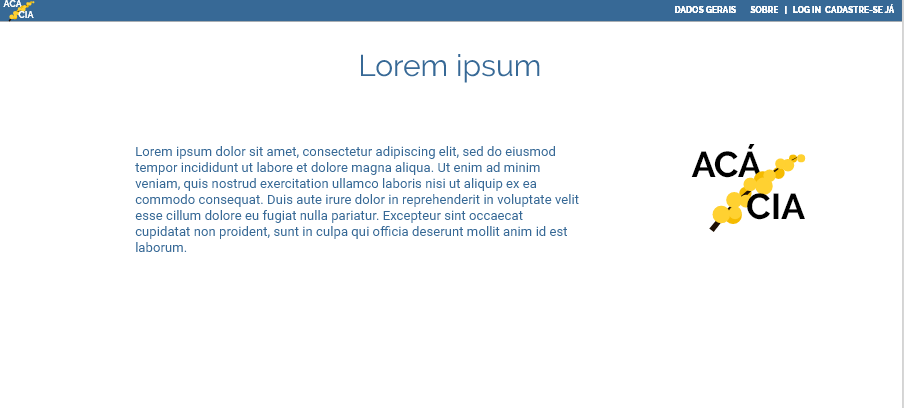 ACÁ
CIA
DADOS GERAIS SOBRE | LOG IN CADASTRE-SE JÁ
Lorem ipsum
Lorem ipsum dolor sit amet, consectetur adipiscing elit, sed do eiusmod
tempor incididunt ut labore et dolore magna aliqua. Ut enim ad minim
veniam, quis nostrud exercitation ullamco laboris nisi ut aliquip ex ea
commodo consequat. Duis aute irure dolor in reprehenderit in voluptate velit
esse cillum dolore eu fugiat nulla pariatur. Excepteur sint occaecat
cupidatat non proident, sunt in culpa qui officia deserunt mollit anim id est
laborum.
ACÁ
CIA